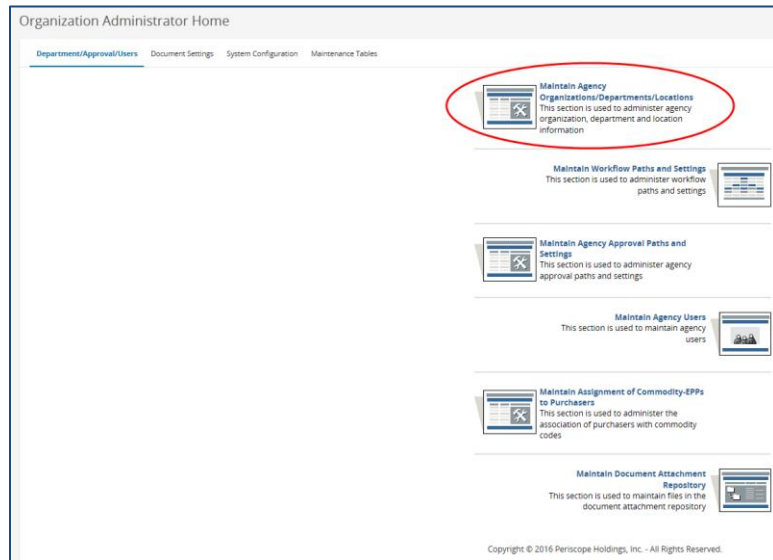 Organization Administrator Home
Department/Approval/Users Document Settings System Configuration Maintenance Tables
Maintain Agency
Organizations/Departments/Locations
This section is used to administer agency
organization, department and location
information
Maintain Workflow Paths and Settings
This section is used to administer workflow
paths and settings
Maintain Agency Approval Paths and
Settings
This section is used to administer agency
approval paths and settings
Maintain Agency Users
This section is used to maintain agency
users
Maintain Assignment of Commodity-EPPs
to Purchasers
This section is used to administer the
association of purchasers with commodity
codes
Maintain Document Attachment
Repository
This section is used to maintain files in the
document attachment repository
Copyright © 2016 Periscope Holdings, Inc. - All Rights Reserved.